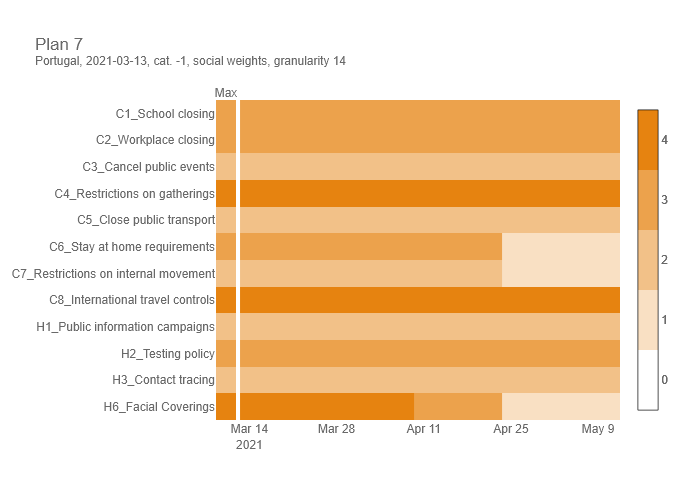 Plan 7
Portugal, 2021-03-13, cat. -1, social weights, granularity 14
Max
C1_School closing
C2_Workplace closing
C3_Cancel public events
C4_Restrictions on gatherings
C5_Close public transport
C6_Stay at home requirements
C7_Restrictions on internal movement
C8_International travel controls
H1_Public information campaigns
H2_Testing policy
H3_Contact tracing
H6_Facial Coverings
4
3
2
1
0
Mar 14 Mar 28 Apr 11 Apr 25 May 9
2021